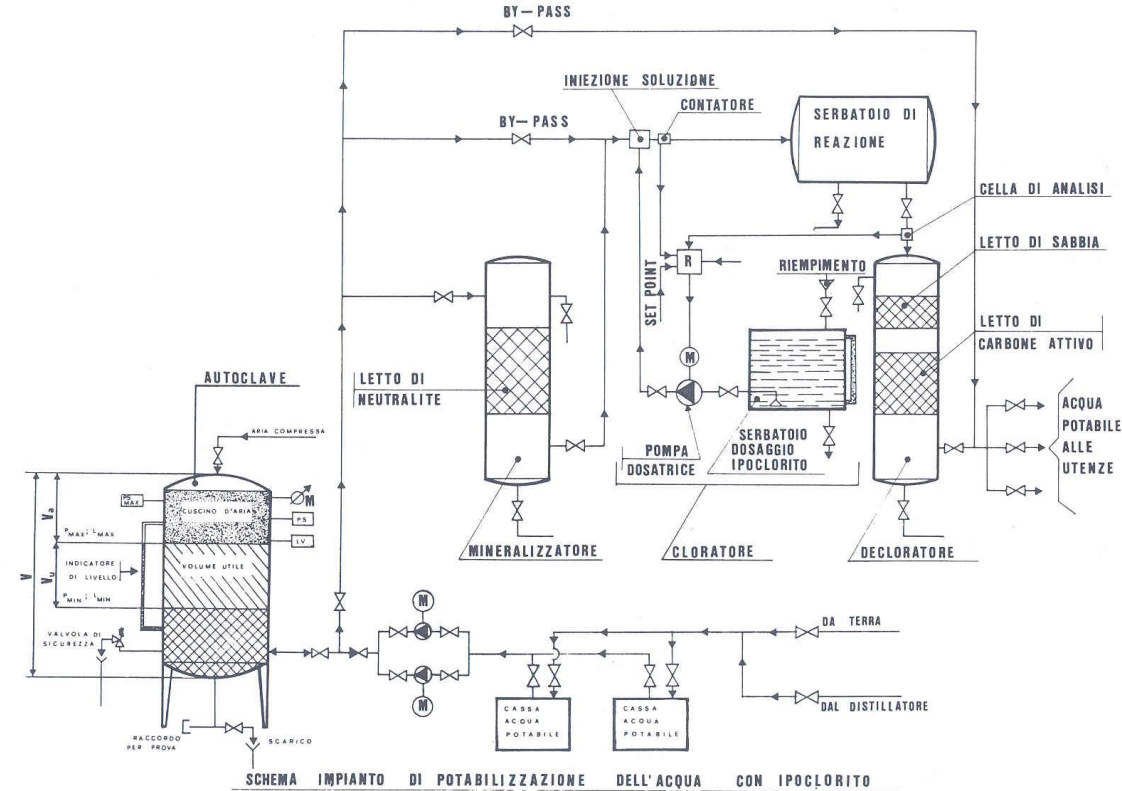 BY—PASS
INIEZIONE SOLUZIONE
CONTATORE
BY—PASS
SERBATOIO DI
REAZIONE
CELLA DI ANALISI
LETTO DI SABBIA
RIEMPIMENTO
R
SET POINT
LETTO DI
CARBONE ATTIVO
M
AUTOCLAVE
LETTO DI
NEUTRALITE
ACQUA
POTABILE
ALLE
UTENZE
ARIA COMPRESSA
POMPA
DOSATRICE
SERBATOIO
DOSAGGIO
IPOCLORITO
PS
MAX
M
CUSCINO D'ARIA
PS
Va
PMAX; LMAX
LV
MINERALIZZATORE
CLORATORE
DECLORATORE
V
Vu
INDICATORE
DI LIVELLO
VOLUME UTILE
PMIN; LMIN
M
VALVOLA DI
SICUREZZA
DA TERRA
M
CASSA
ACQUA
POTABILE
CASSA
ACQUA
POTABILE
DAL DISTILLATORE
RACCORDO
PER PROVA
SCARICO
SCHEMA IMPIANTO DI POTABILIZZAZIONE DELL'ACQUA CON IPOCLORITO